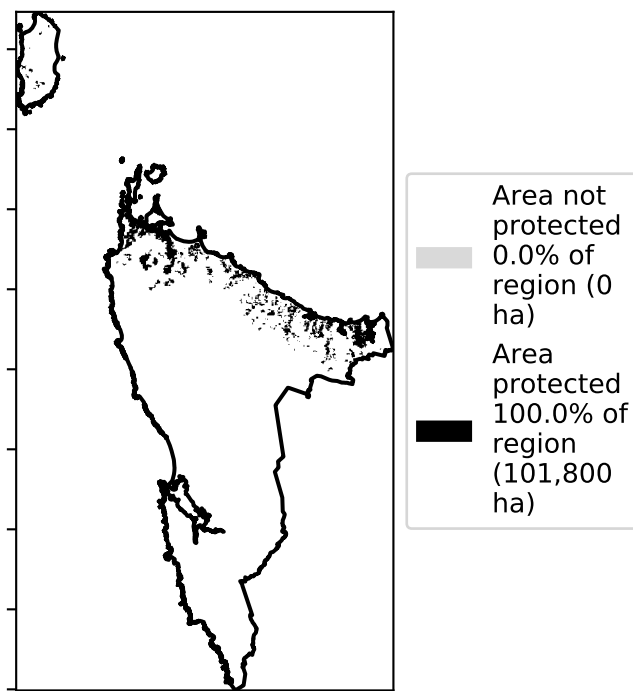 Area not
protected
0.0% of
region (0
ha)
Area
protected
100.0% of
region
(101,800
ha)